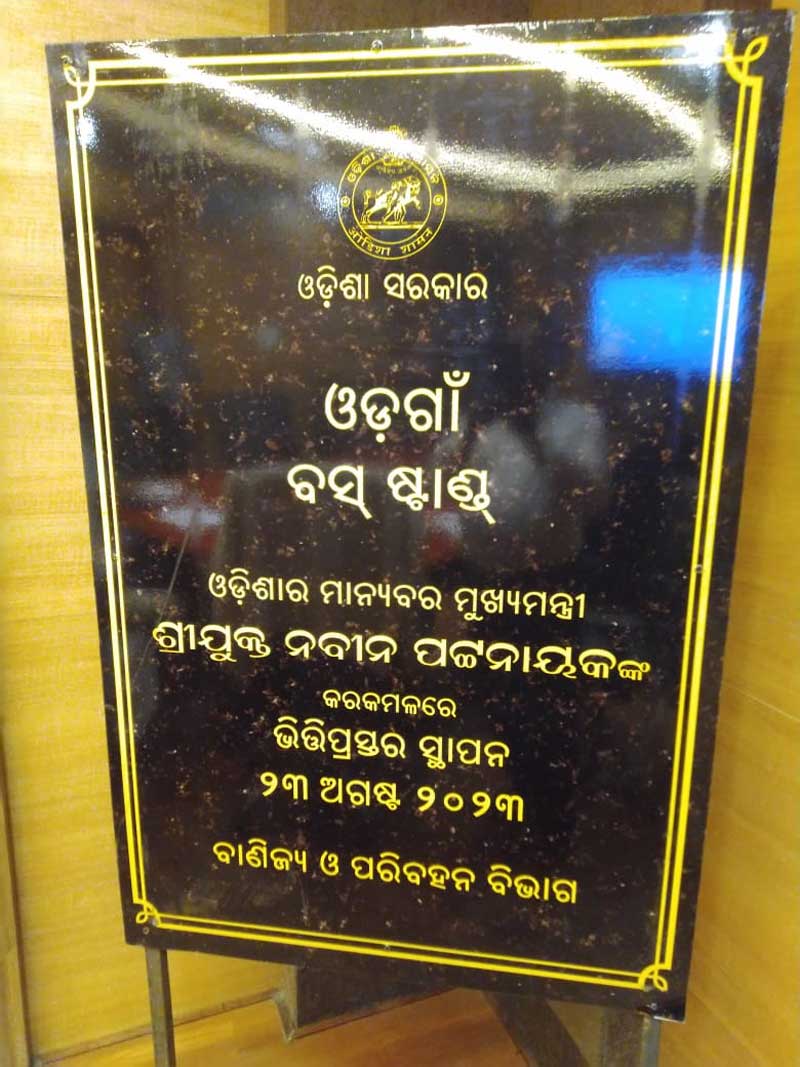 ଓଡ଼ିଶା ସରକାର
ଓଡ଼ଗାଁ
ବସ୍ ଷ୍ଟାଣ୍ଡ୍
ଓଡ଼ିଶାର ମାନ୍ୟବର ମୁଖ୍ୟମନ୍ତ୍ରୀ
ଶ୍ରୀଯୁକ୍ତ ନବୀନ ପଟ୍ଟନାୟକଙ୍କ
କରକମଳରେ
ଭିତ୍ତିପ୍ରସ୍ତର ସ୍ଥାପନ
୨୩ ଅଗଷ୍ଟ ୨୦୨୩
ବାଣିଜ୍ୟ ଓ ପରିବହନ ବିଭାଗ